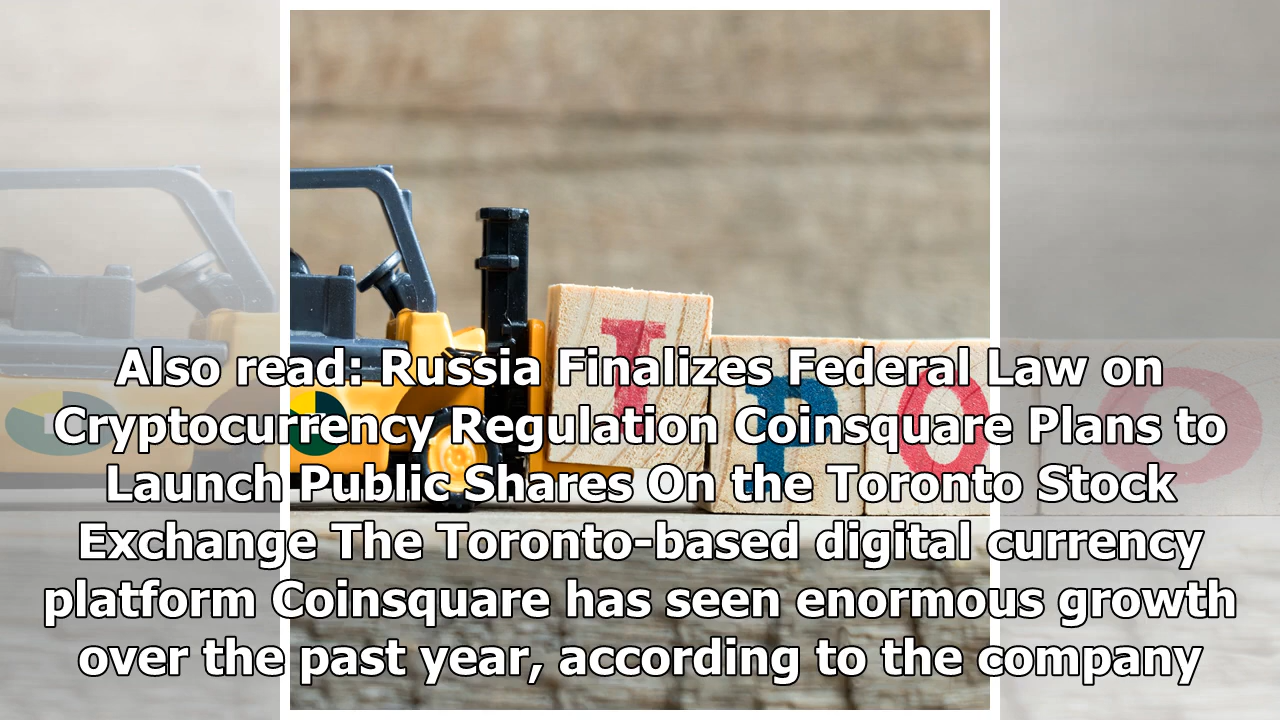 I P O
Also read: Russia Finalizes Federal Law on
Cryptocurrency Regulation Coinsquare Plans to
Launch Public Shares On the Toronto Stock
Exchange The Toronto-based digital currency
platform Coinsquare has seen enormous growth
over the past year, according to the company